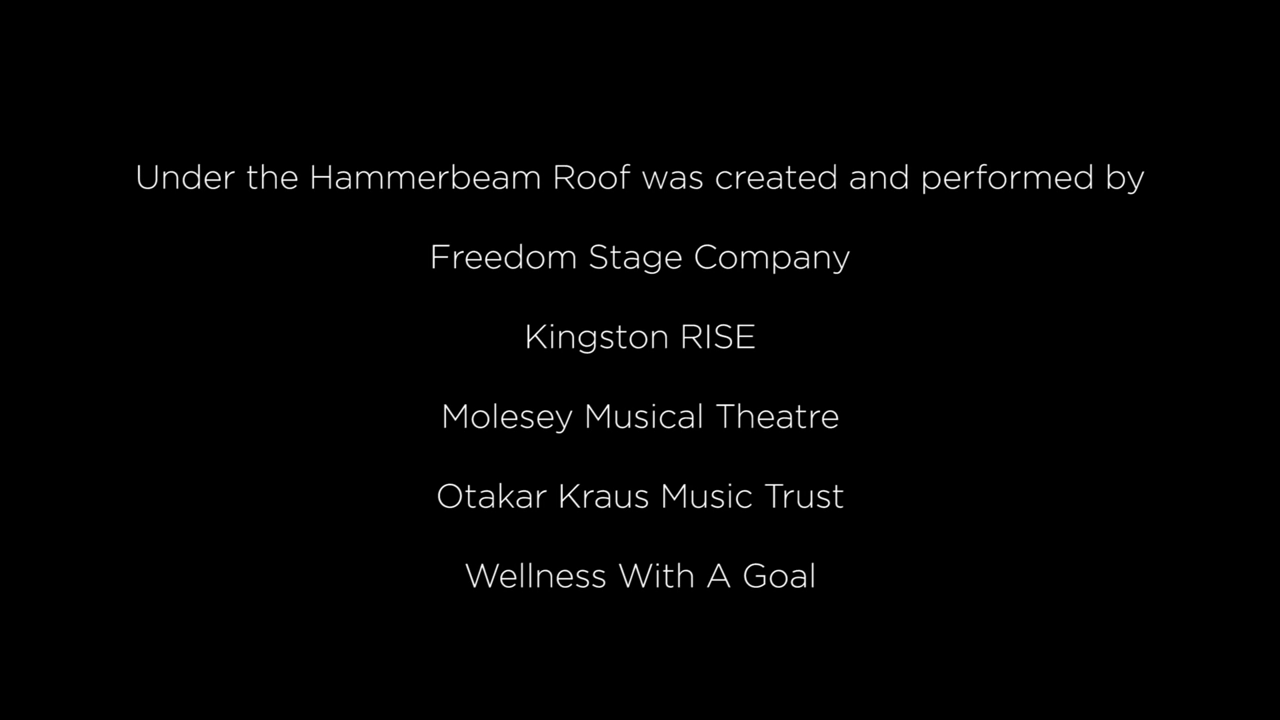 Under the Hammerbeam Roof was created and performed by
Freedom Stage Company
Kingston RISE
Molesey Musical Theatre
Otakar Kraus Music Trust
Wellness With A Goal